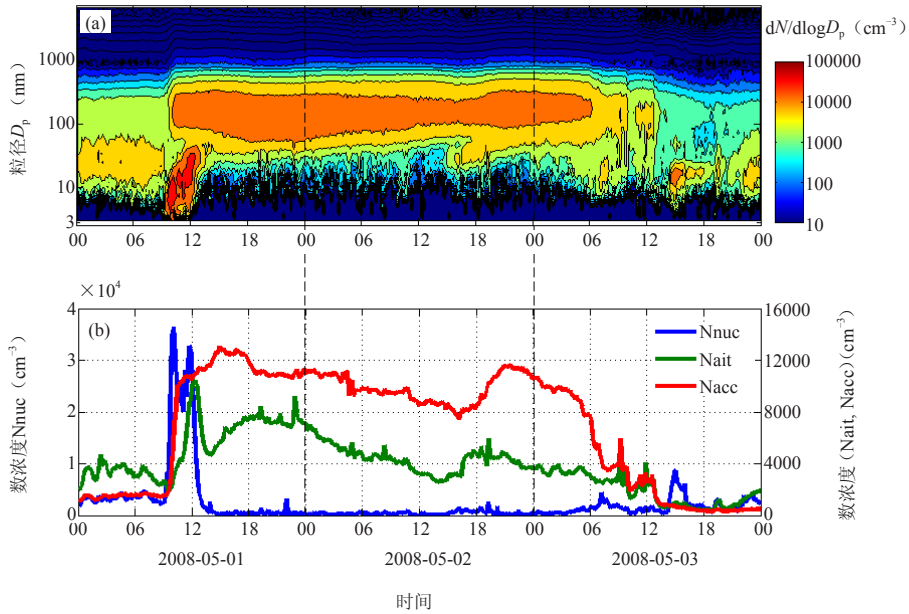 (a)
dN/dlogDp（cm−3）
1000
100
10
3
粒径Dp（nm）
100000
10000
1000
100
10
00 06 12 18 00 06 12 18 00 06 12 18 00
×10⁴
(b)
4
3
2
1
0
数浓度Nnuc（cm−3）
Nnuc
Nait
Nacc
16000
12000
8000
4000
0
数浓度（Nait, Nacc）(cm−3）
00 06 12 18 00 06 12 18 00 06 12 18 00
2008-05-01 2008-05-02 2008-05-03
时间